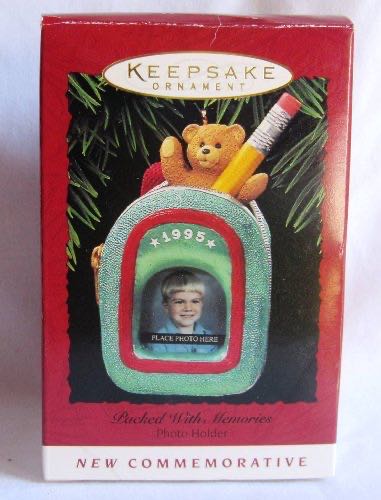 KEEPSAKE
ORNAMENT
★1995★
PLACE PHOTO HERE
Packed With Memories
Photo Holder
NEW COMMEMORATIVE